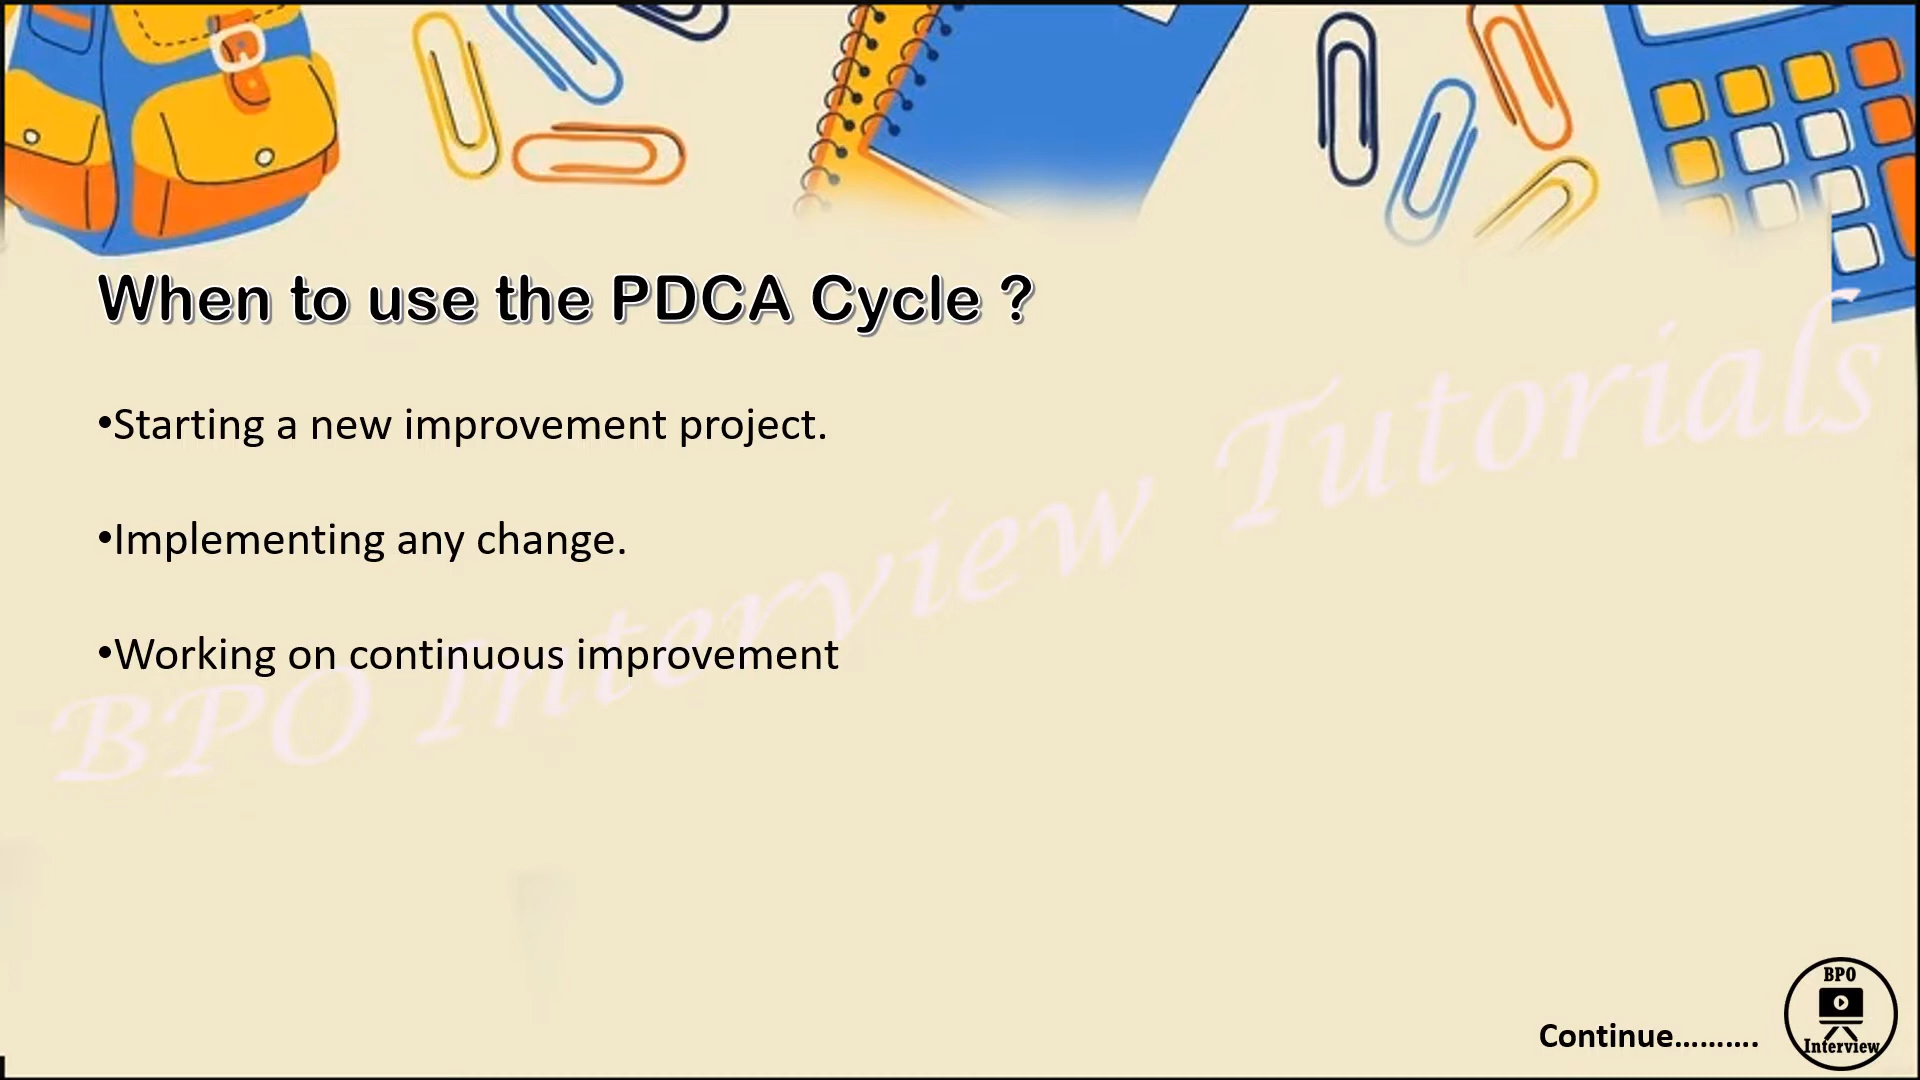 When to use the PDCA Cycle ?
•Starting a new improvement project.
•Implementing any change.
•Working on continuous improvement
BPO Interview Tutorials
Continue..........
BPO
Interview